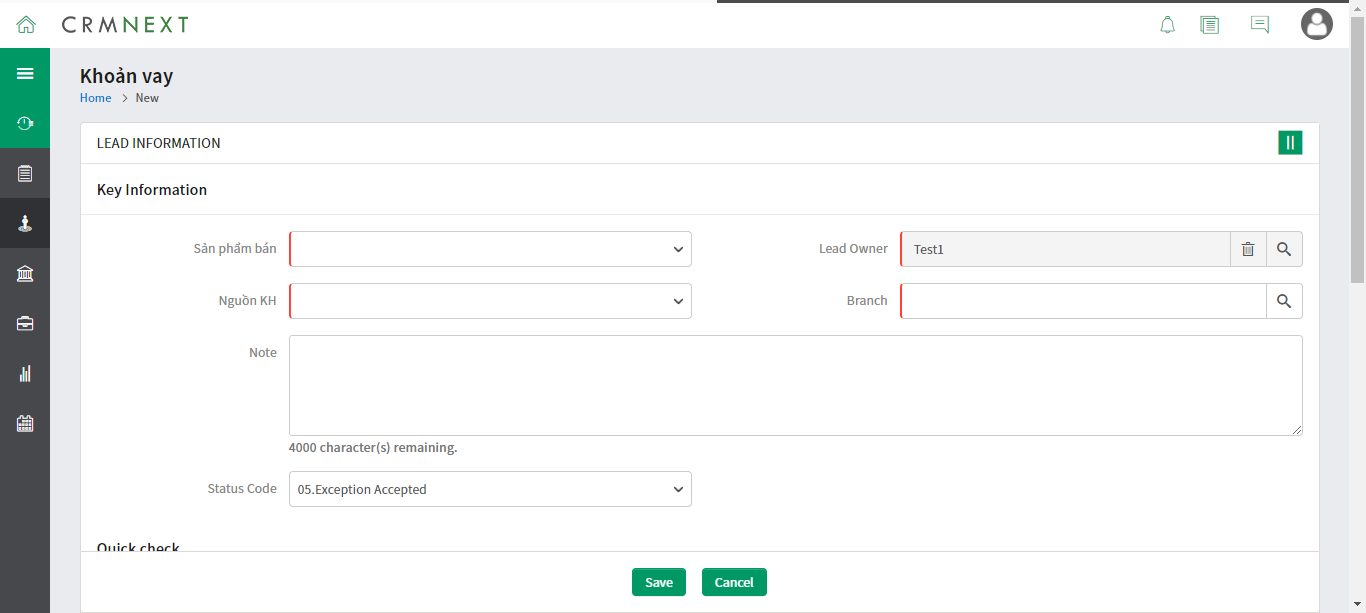 CRMNEXT
Khoản vay
Home > New
LEAD INFORMATION
Key Information
Sản phẩm bán
Lead Owner Test1
Nguồn KH
Branch
Note
4000 character(s) remaining.
Status Code 05.Exception Accepted
Quick check
Save Cancel